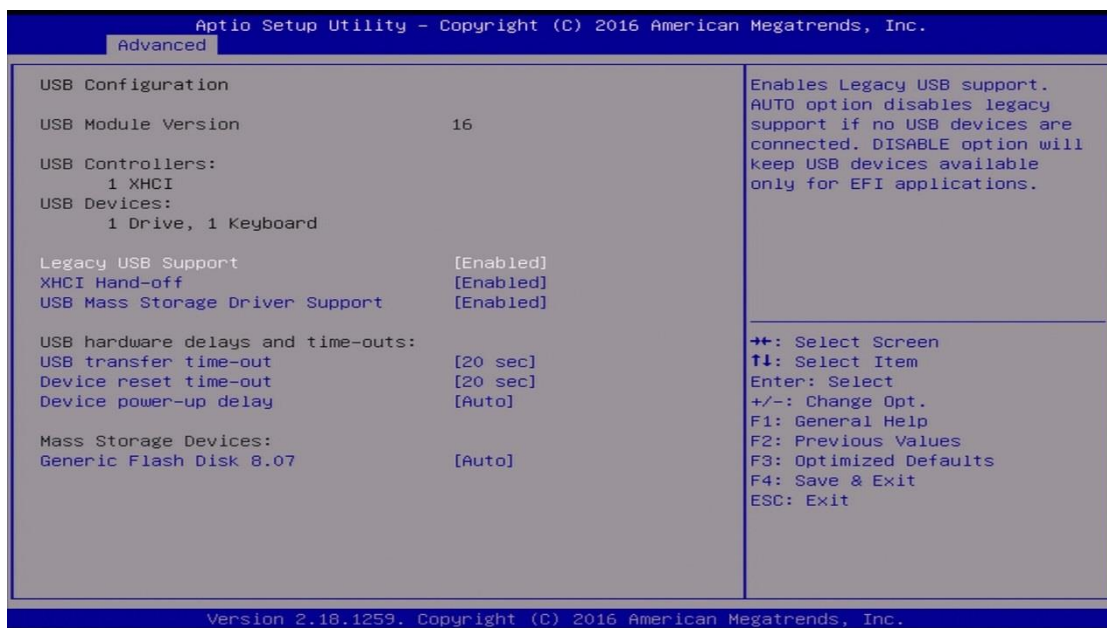 Aptio Setup Utility – Copyright (C) 2016 American Megatrends, Inc.
Advanced
USB Configuration
USB Module Version 16
USB Controllers:
1 XHCI
USB Devices:
1 Drive, 1 Keyboard
Legacy USB Support [Enabled]
XHCI Hand-off [Enabled]
USB Mass Storage Driver Support [Enabled]
USB hardware delays and time-outs:
USB transfer time-out [20 sec]
Device reset time-out [20 sec]
Device power-up delay [Auto]
Mass Storage Devices:
Generic Flash Disk 8.07 [Auto]
Enables Legacy USB support.
AUTO option disables legacy
support if no USB devices are
connected. DISABLE option will
keep USB devices available
only for EFI applications.
→←: Select Screen
↑↓: Select Item
Enter: Select
+/-: Change Opt.
F1: General Help
F2: Previous Values
F3: Optimized Defaults
F4: Save & Exit
ESC: Exit
Version 2.18.1259. Copyright (C) 2016 American Megatrends, Inc.